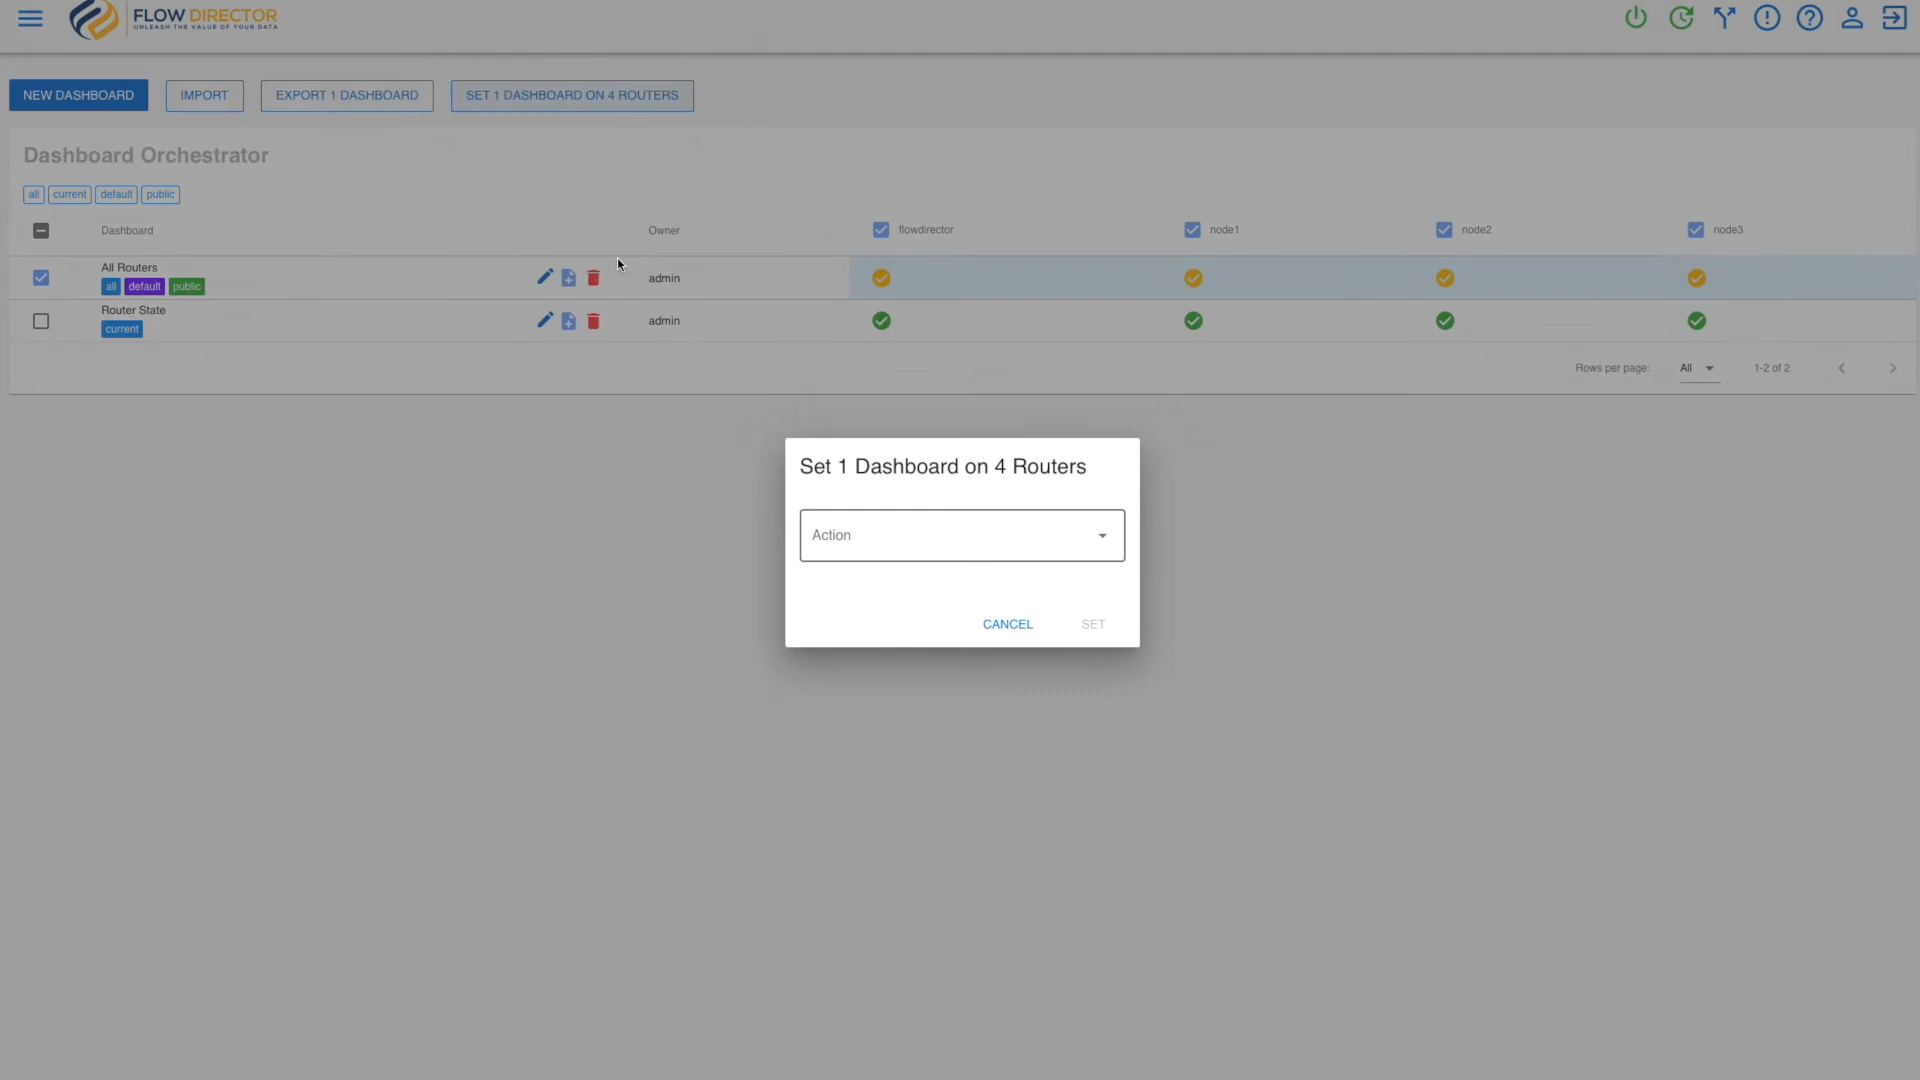 FLOW DIRECTOR
UNLEASH THE VALUE OF YOUR DATA
NEW DASHBOARD
IMPORT
EXPORT 1 DASHBOARD
SET 1 DASHBOARD ON 4 ROUTERS
Dashboard Orchestrator
all current default public
Dashboard Owner flowdirector node1 node2 node3
All Routers
all default public
admin
Router State
current
admin
Rows per page: All 1-2 of 2
Set 1 Dashboard on 4 Routers
Action
CANCEL SET